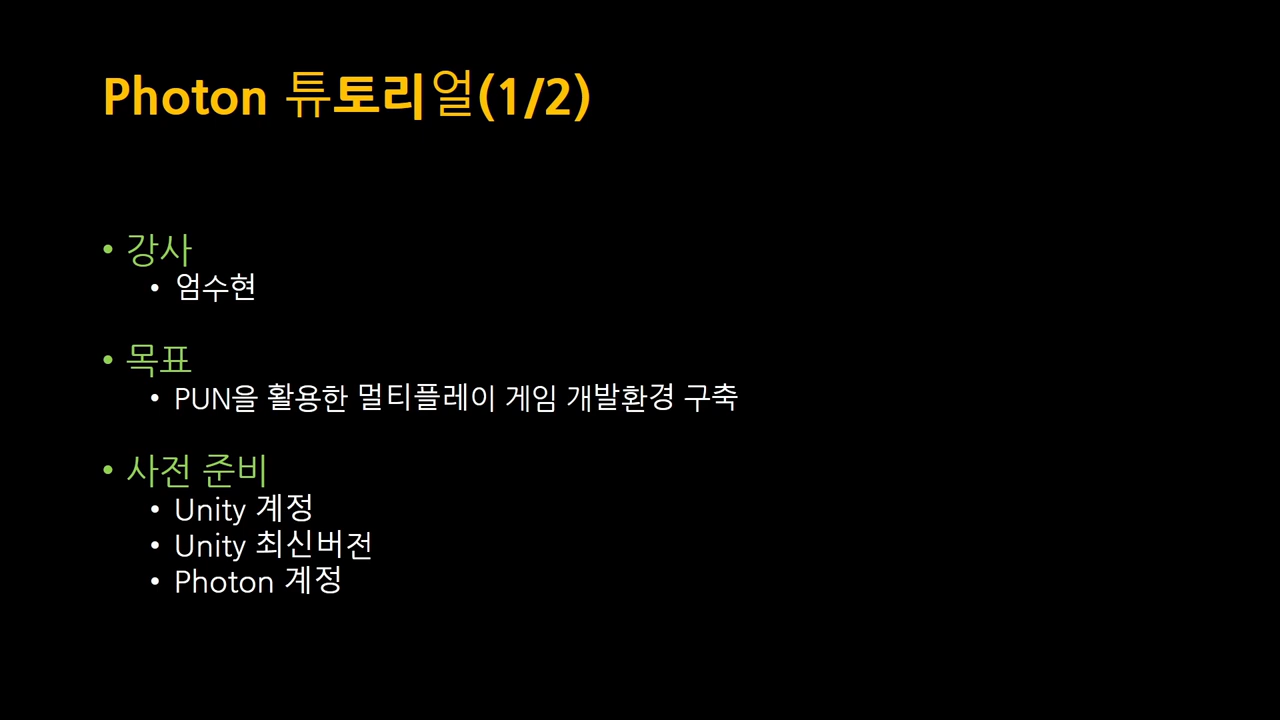 Photon 튜토리얼(1/2)
• 강사
• 엄수현
• 목표
• PUN을 활용한 멀티플레이 게임 개발환경 구축
• 사전 준비
• Unity 계정
• Unity 최신버전
• Photon 계정